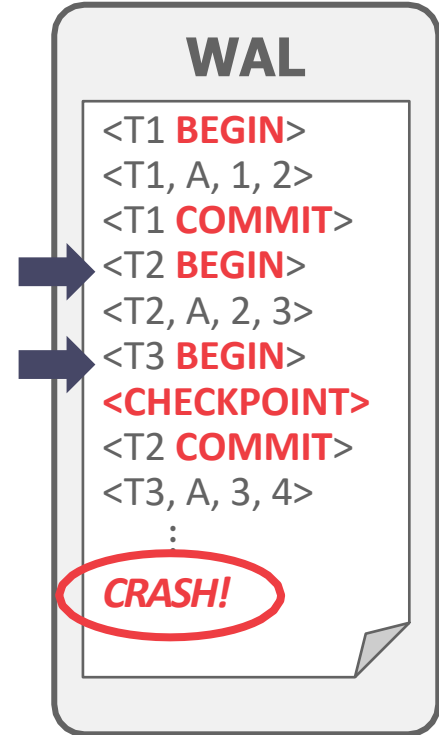 WAL
<T1 BEGIN>
<T1, A, 1, 2>
<T1 COMMIT>
<T2 BEGIN>
<T2, A, 2, 3>
<T3 BEGIN>
<CHECKPOINT>
<T2 COMMIT>
<T3, A, 3, 4>
⋮
CRASH!